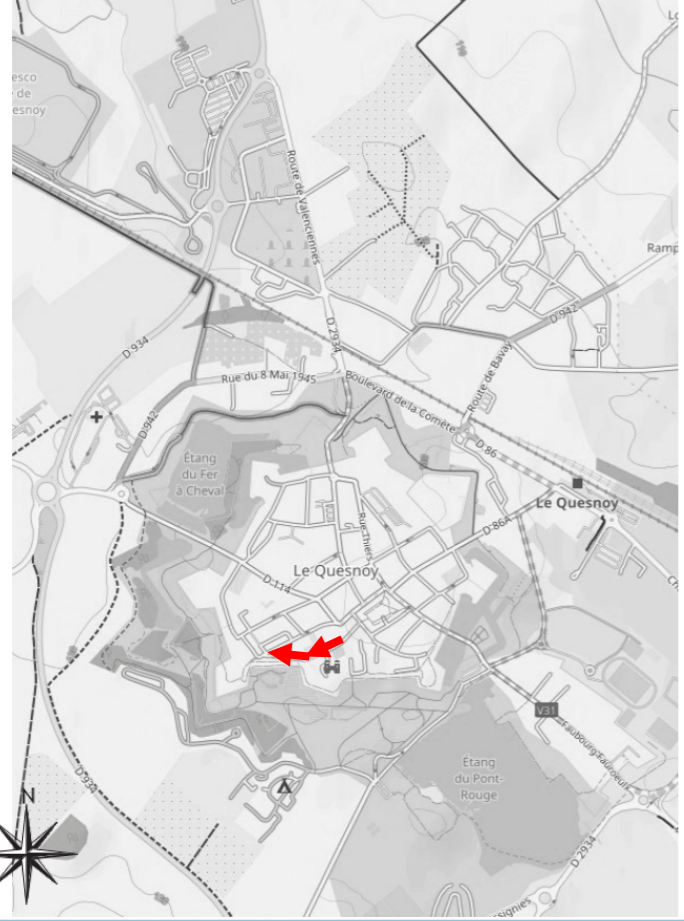 esco
de
esnoy
Route de Valenciennes
Ramp
D 942
D 934
D 2934
Route de Bavay
Rue du 8 Mai 1945
Boulevard de la Comète
D 942
D 86
Étang
du Fer
à Cheval
Le Quesnoy
Rue Thiers
D 86A
Le Quesnoy
D 114
V31
Faubourg Fauroeulx
Étang
du Pont-
Rouge
D 934
N
D 2934
ssignies